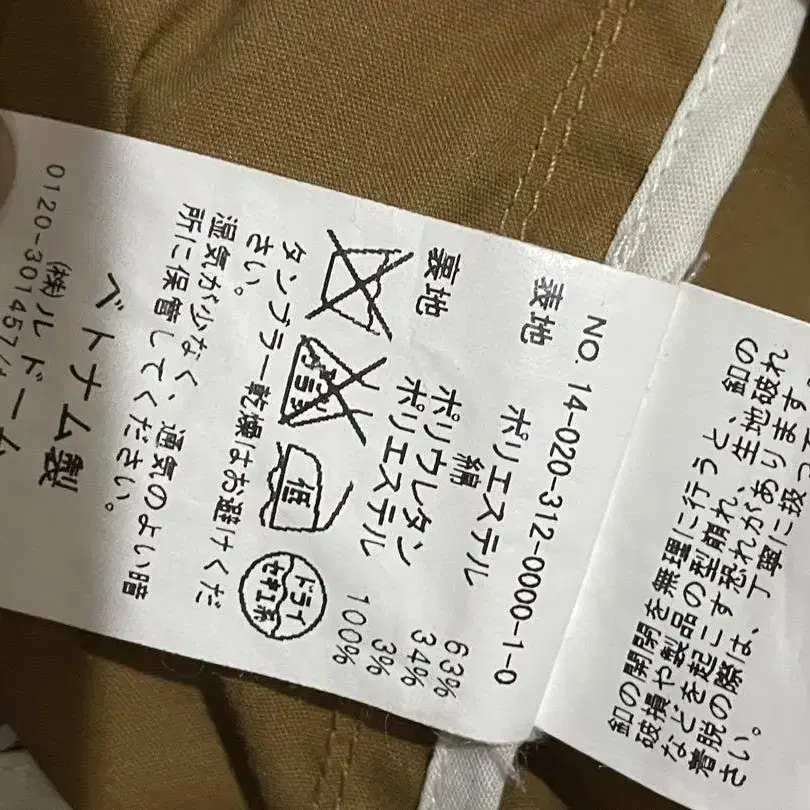 NO. 14-020-312-0000-1-0
表地 ポリエステル 63%
綿 34%
ポリウレタン 3%
裏地 ポリエステル 100%
低
ドライ
セキユ系
タンブラー乾燥はお避けくだ
さい。
湿気が少なく、通気のよい暗
所に保管してください。
ベトナム製
(株)ルドーム
0120-301457
釦の開閉を無理に行うと、釦の
破損や製品の型崩れ、生地破れ
などを起こす恐れがあります
着脱の際は、丁寧に扱っ
さい。